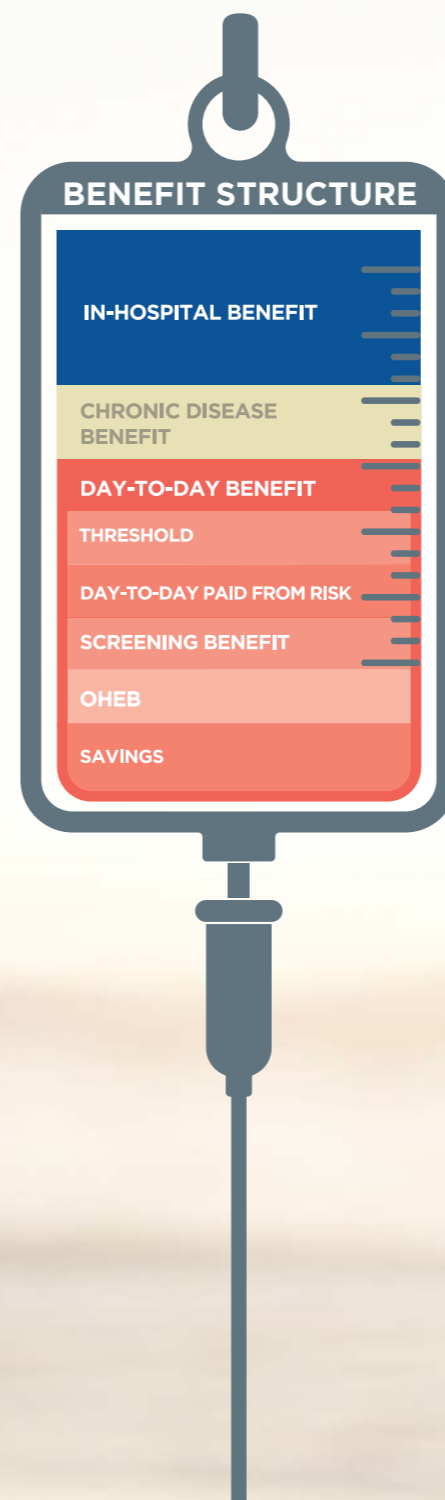 BENEFIT STRUCTURE
IN-HOSPITAL BENEFIT
CHRONIC DISEASE
BENEFIT
DAY-TO-DAY BENEFIT
THRESHOLD
DAY-TO-DAY PAID FROM RISK
SCREENING BENEFIT
OHEB
SAVINGS